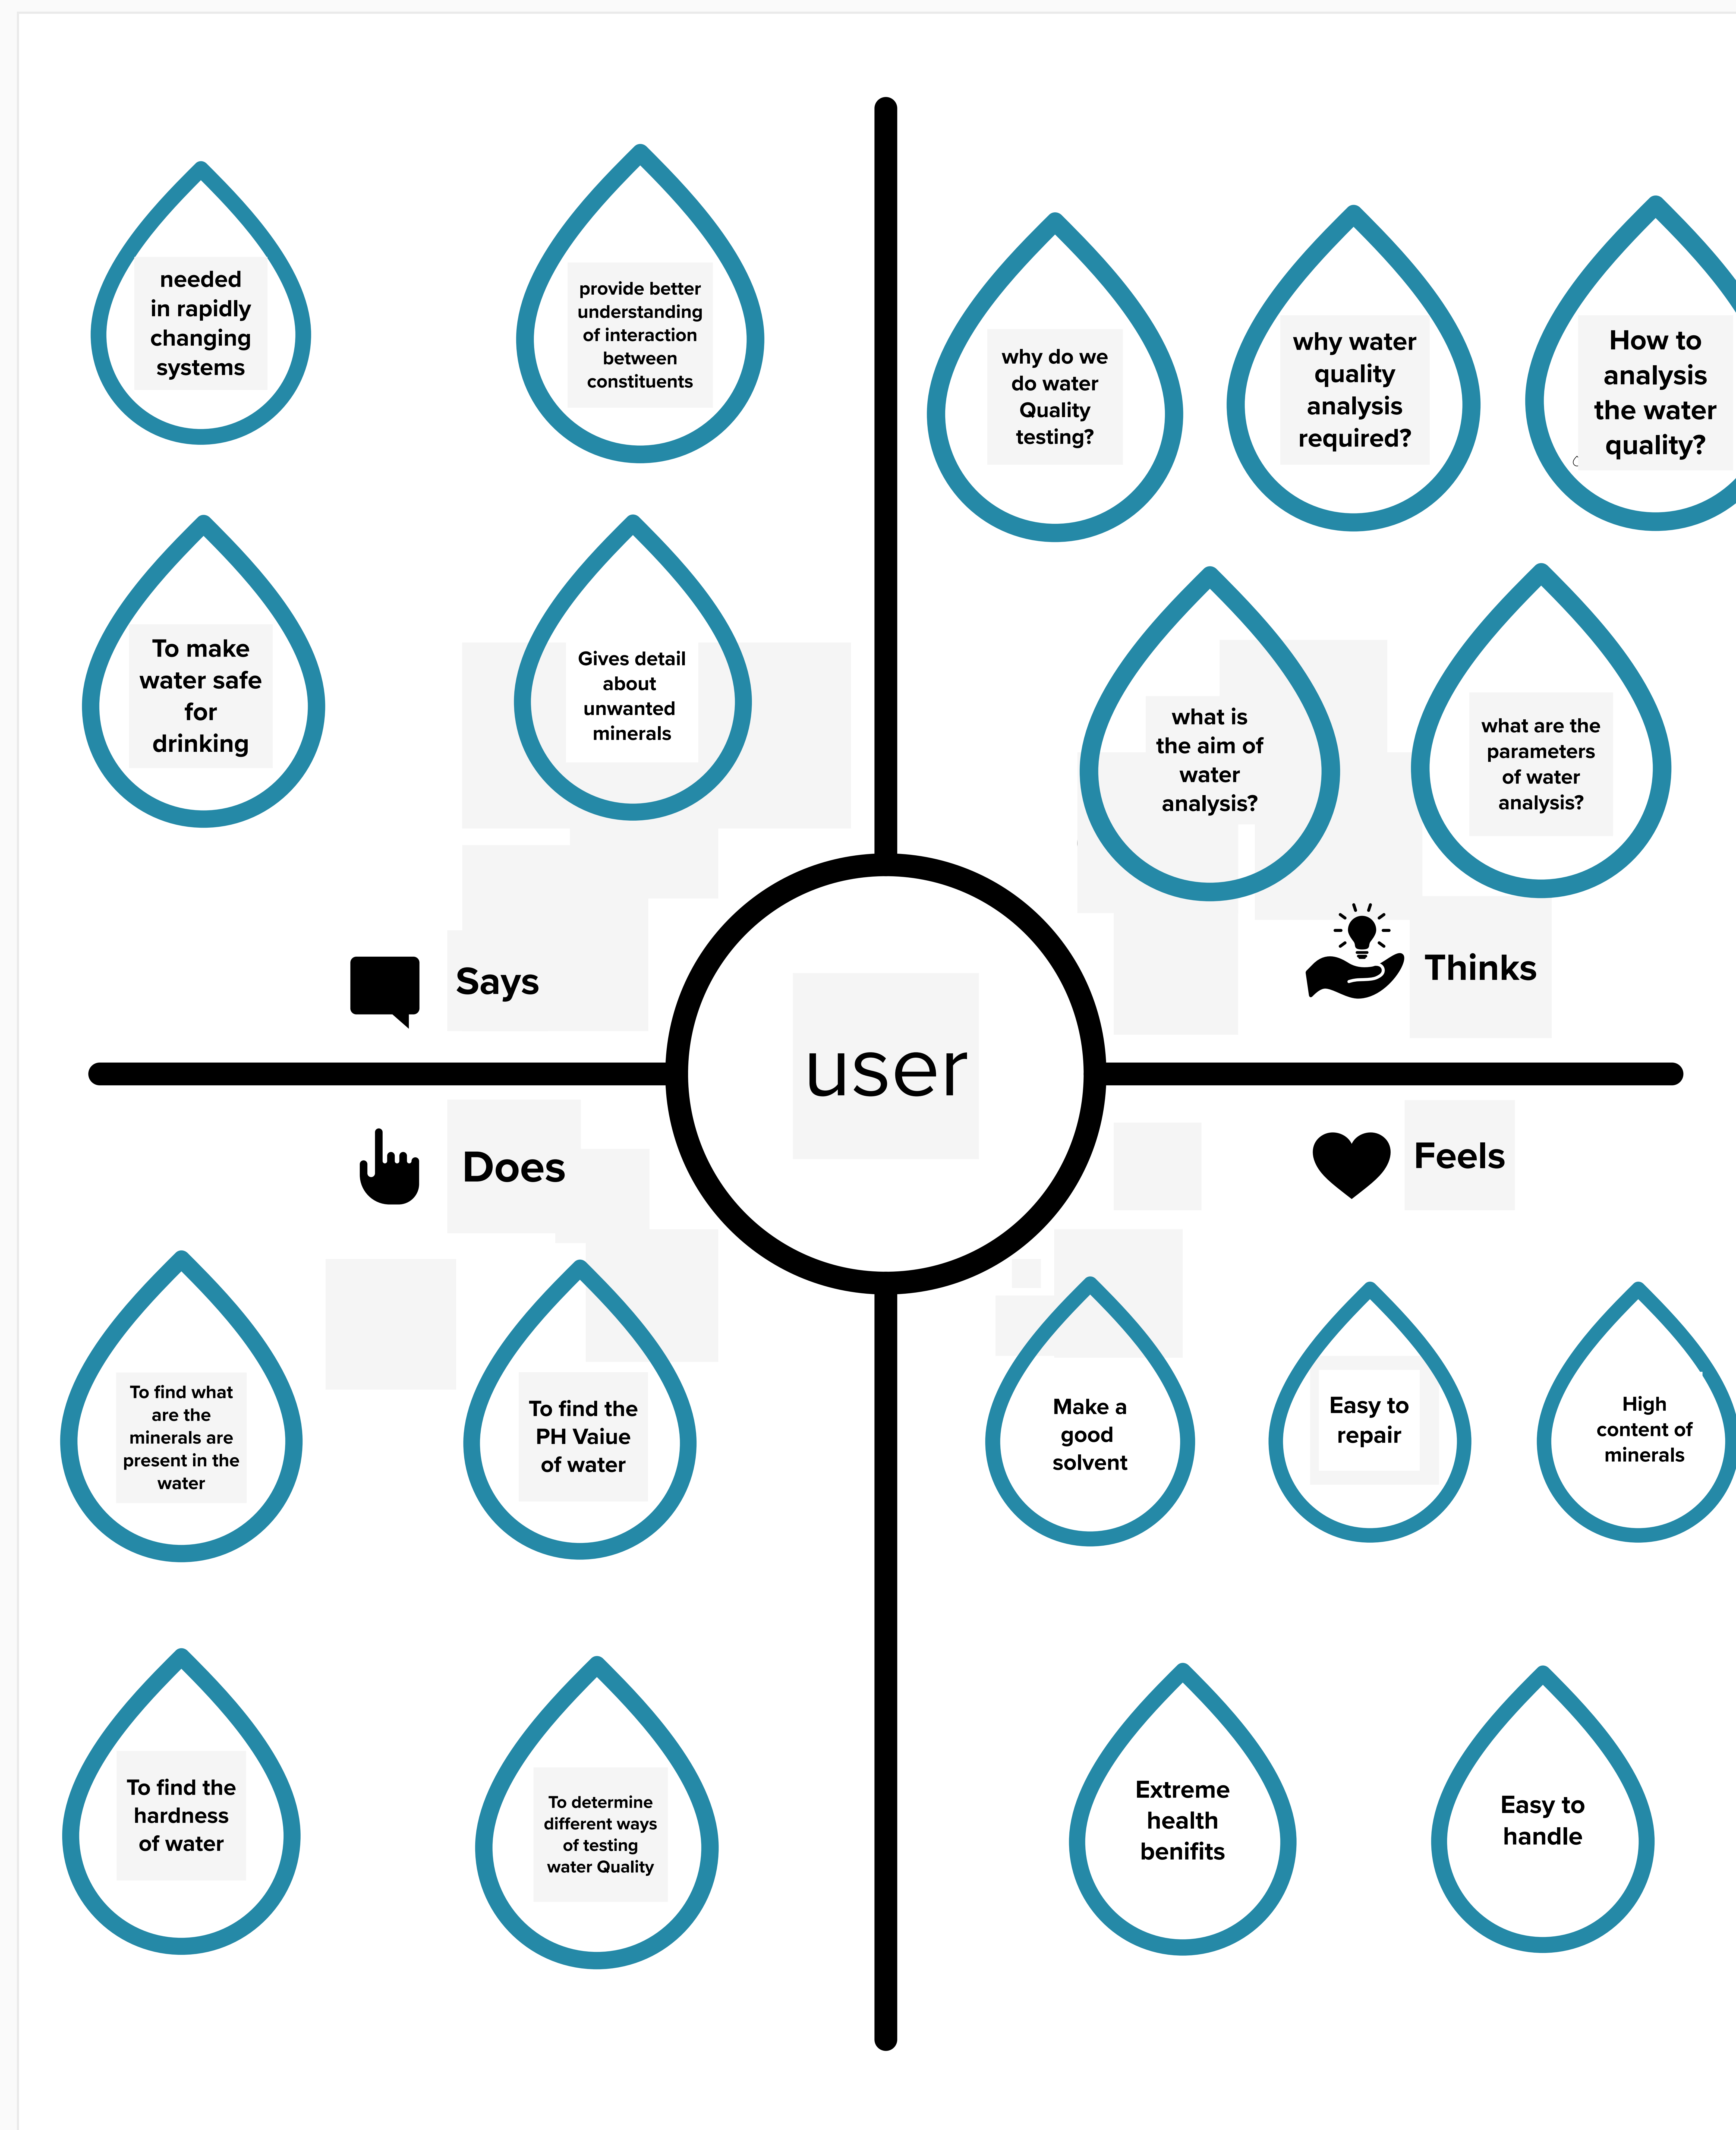 needed
in rapidly
changing
systems
provide better
understanding
of interaction
between
constituents
To make
water safe
for
drinking
Gives detail
about
unwanted
minerals
Says
why do we
do water
Quality
testing?
why water
quality
analysis
required?
How to
analysis
the water
quality?
what is
the aim of
water
analysis?
what are the
parameters
of water
analysis?
Thinks
user
Does
To find what
are the
minerals are
present in the
water
To find the
PH Vaiue
of water
To find the
hardness
of water
To determine
different ways
of testing
water Quality
Feels
Make a
good
solvent
Easy to
repair
High
content of
minerals
Extreme
health
benifits
Easy to
handle